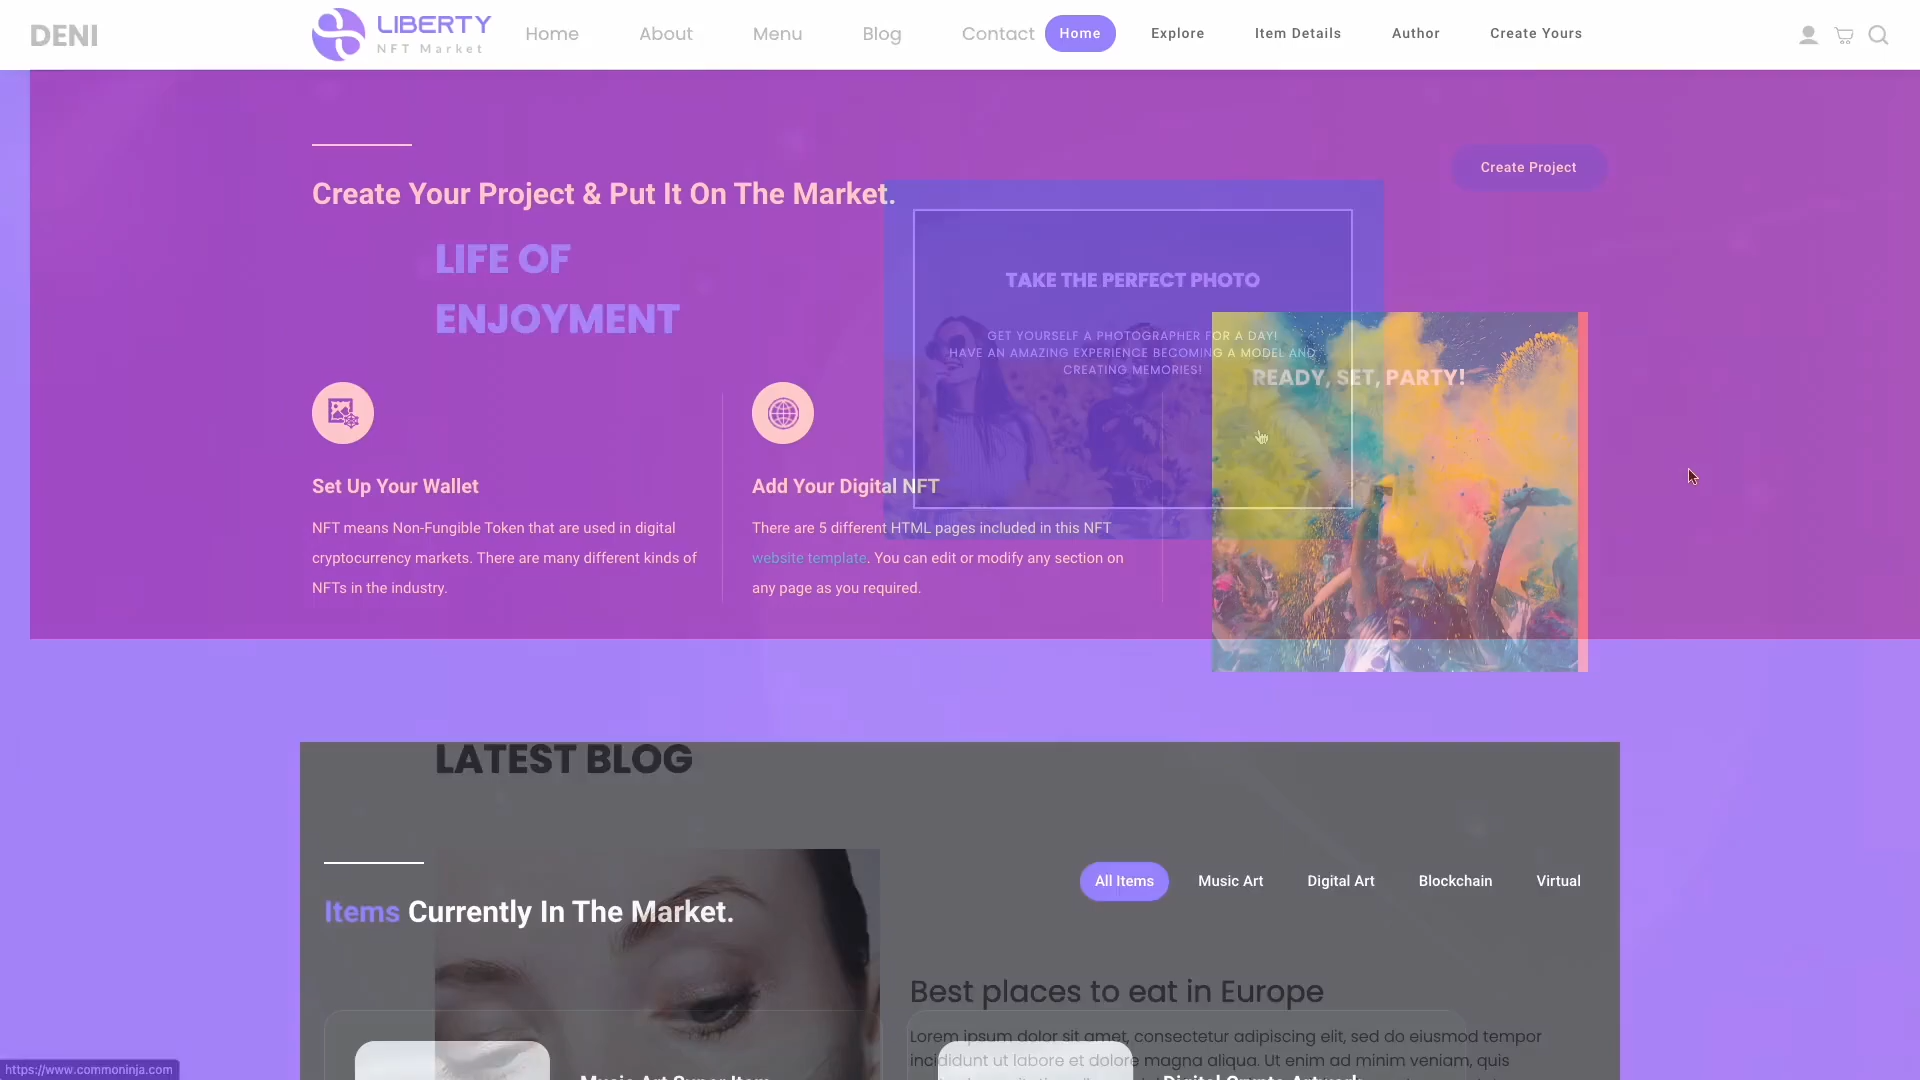 DENI
LIBERTY
NFT Market
Home About Menu Blog Contact
Home Explore Item Details Author Create Yours
Create Project
Create Your Project & Put It On The Market.
LIFE OF
ENJOYMENT
TAKE THE PERFECT PHOTO
GET YOURSELF A PHOTOGRAPHER FOR A DAY!
HAVE AN AMAZING EXPERIENCE BECOMING A MODEL AND
CREATING MEMORIES!
READY, SET, PARTY!
Set Up Your Wallet
NFT means Non-Fungible Token that are used in digital
cryptocurrency markets. There are many different kinds of
NFTs in the industry.
Add Your Digital NFT
There are 5 different HTML pages included in this NFT
website template. You can edit or modify any section on
any page as you required.
LATEST BLOG
Items Currently In The Market.
All Items Music Art Digital Art Blockchain Virtual
Best places to eat in Europe
Lorem ipsum dolor sit amet, consectetur adipiscing elit, sed do eiusmod tempor
incididunt ut labore et dolore magna aliqua. Ut enim ad minim veniam, quis
Music Art Super Item
Digital Crypto Artwork
https://www.commoninja.com